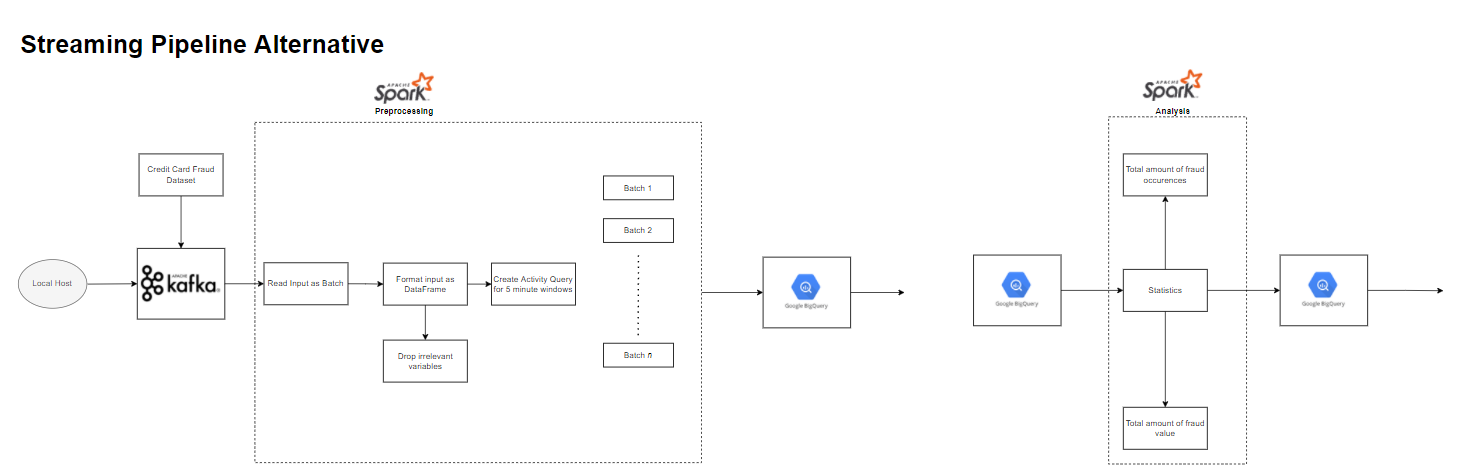 Streaming Pipeline Alternative
APACHE
Spark
Preprocessing
Credit Card Fraud
Dataset
Local Host
APACHE
kafka
Read Input as Batch
Format input as
DataFrame
Create Activity Query
for 5 minute windows
Drop irrelevant
variables
Batch 1
Batch 2
Batch n
Google BigQuery
Google BigQuery
APACHE
Spark
Analysis
Total amount of fraud
occurences
Statistics
Total amount of fraud
value
Google BigQuery